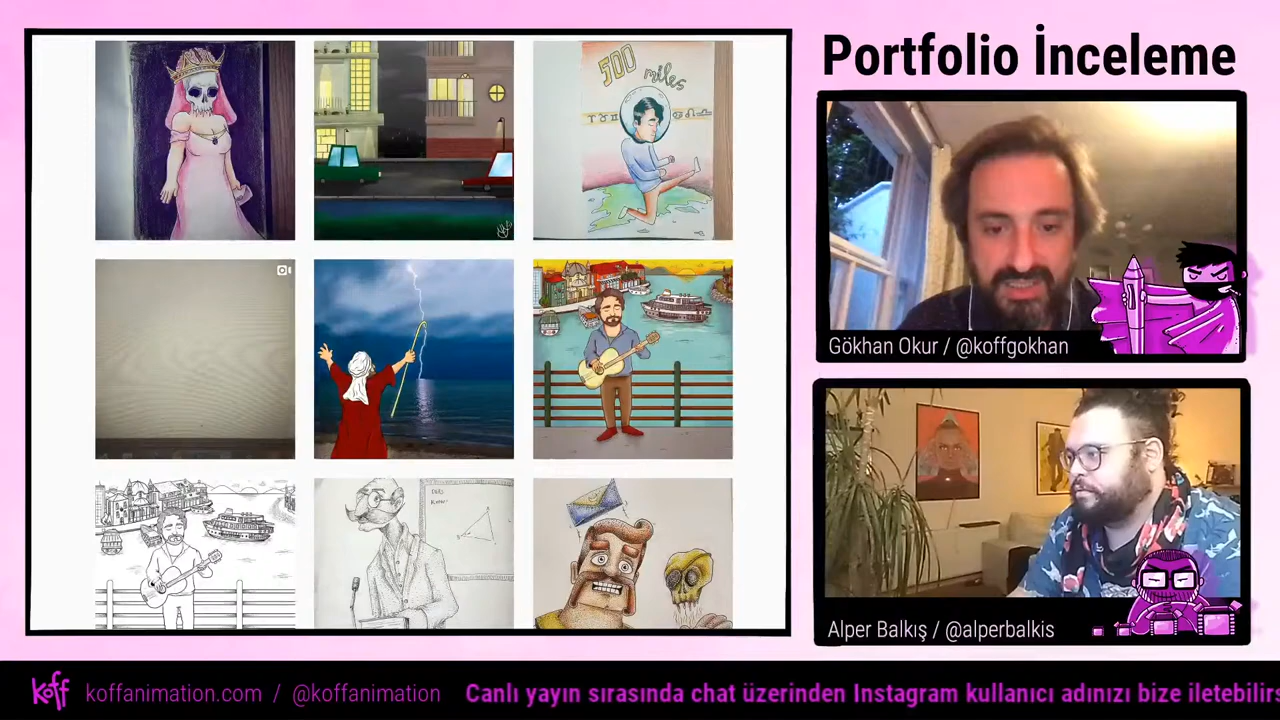 Portfolio İnceleme
500
miles
Gökhan Okur / @koffgokhan
Alper Balkış / @alperbalkis
koff koffanimation.com / @koffanimation Canlı yayın sırasında chat üzerinden Instagram kullanıcı adınızı bize iletebilirs